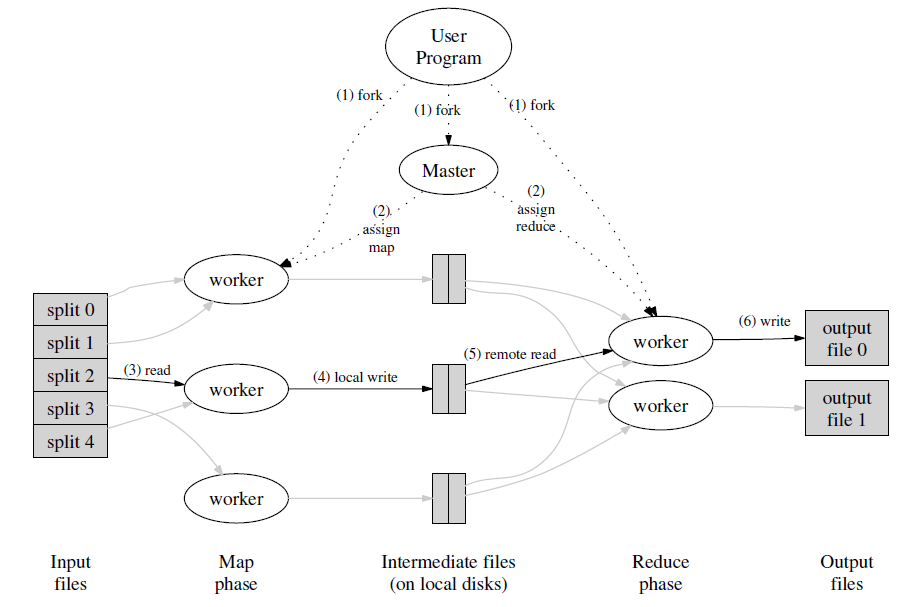 User
Program
(1) fork
(1) fork
(1) fork
Master
(2)
assign
map
(2)
assign
reduce
worker
split 0
split 1
split 2
split 3
split 4
(3) read
worker
(4) local write
worker
(5) remote read
worker
worker
(6) write
output
file 0
output
file 1
Input
files
Map
phase
Intermediate files
(on local disks)
Reduce
phase
Output
files